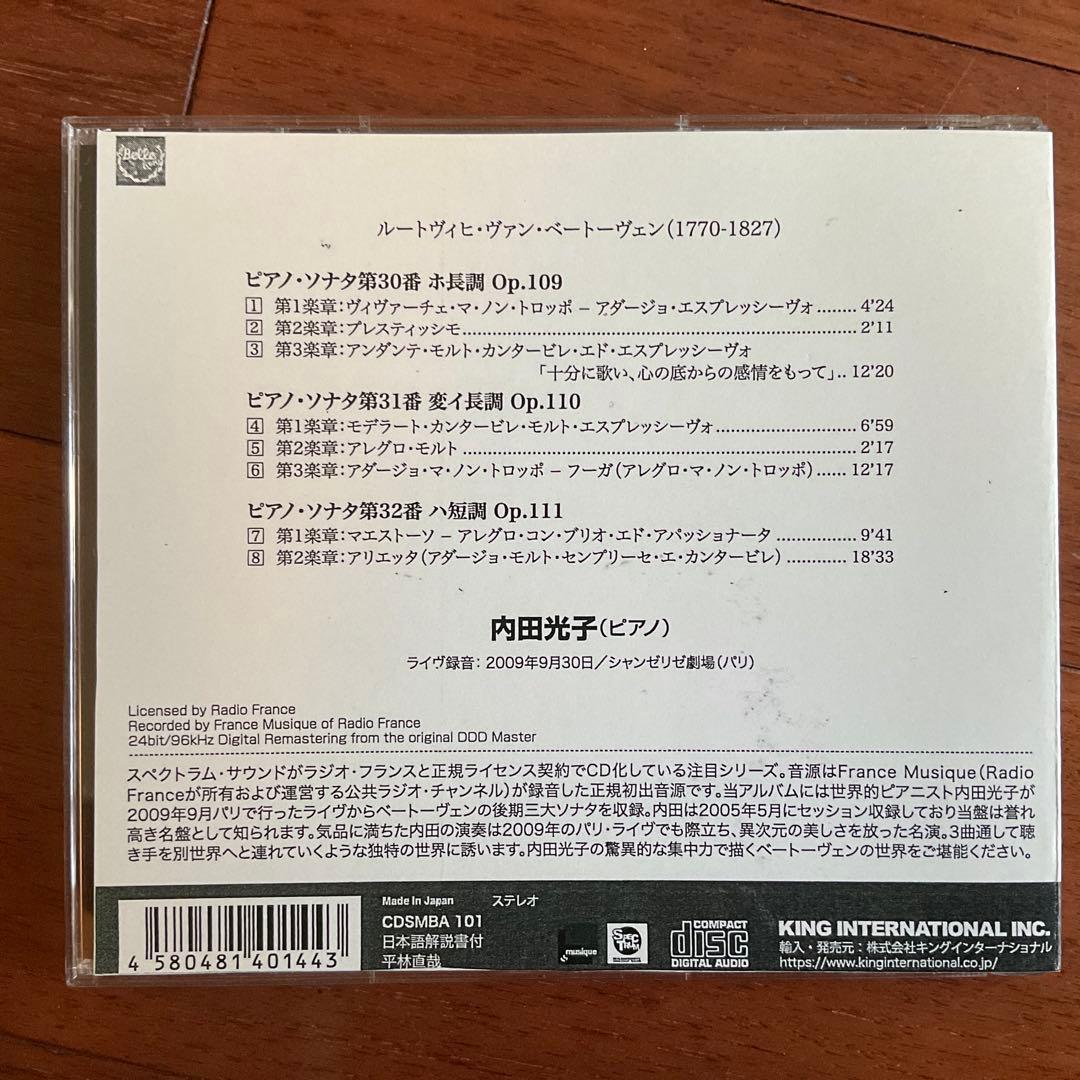 Belle
ルートヴィヒ・ヴァン・ベートーヴェン(1770-1827)
ピアノ・ソナタ第30番 ホ長調 Op.109
1 第1楽章:ヴィヴァーチェ・マ・ノン・トロッポ – アダージョ・エスプレッシーヴォ........ 4'24
2 第2楽章:プレスティッシモ........ 2'11
3 第3楽章:アンダンテ・モルト・カンタービレ・エド・エスプレッシーヴォ
「十分に歌い、心の底からの感情をもって」.. 12'20
ピアノ・ソナタ第31番 変イ長調 Op.110
4 第1楽章:モデラート・カンタービレ・モルト・エスプレッシーヴォ........ 6'59
5 第2楽章:アレグロ・モルト........ 2'17
6 第3楽章:アダージョ・マ・ノン・トロッポ – フーガ(アレグロ・マ・ノン・トロッポ)...... 12'17
ピアノ・ソナタ第32番 ハ短調 Op.111
7 第1楽章:マエストーソ – アレグロ・コン・ブリオ・エド・アパッショナータ ........ 9'41
8 第2楽章:アリエッタ(アダージョ・モルト・センプリーセ・エ・カンタービレ) ........ 18'33
内田光子(ピアノ)
ライヴ録音:2009年9月30日/シャンゼリゼ劇場(パリ)
Licensed by Radio France
Recorded by France Musique of Radio France
24bit/96kHz Digital Remastering from the original DDD Master
スペクトラム・サウンドがラジオ・フランスと正規ライセンス契約でCD化している注目シリーズ。音源はFrance Musique(Radio
Franceが所有および運営する公共ラジオ・チャンネル)が録音した正規初出音源です。当アルバムには世界的ピアニスト内田光子が
2009年9月パリで行ったライヴからベートーヴェンの後期三大ソナタを収録。内田は2005年5月にセッション収録しており当盤は誉れ
高き名盤として知られます。気品に満ちた内田の演奏は2009年のパリ・ライヴでも際立ち、異次元の美しさを放った名演。3曲通して聴
き手を別世界へと連れていくような独特の世界に誘います。内田光子の驚異的な集中力で描くベートーヴェンの世界をご堪能ください。
4 580481 401443
Made In Japan ステレオ
CDSMBA 101
日本語解説書付
平林直哉
musique
SPECTRUM
COMPACT
disc
DIGITAL AUDIO
KING INTERNATIONAL INC.
輸入・発売元:株式会社キングインターナショナル
https://www.kinginternational.co.jp/